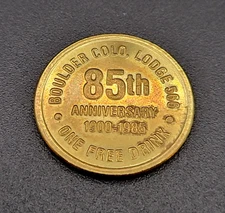 BOULDER COLO. LODGE 566
85th
ANNIVERSARY
1900-1985
ONE FREE DRINK